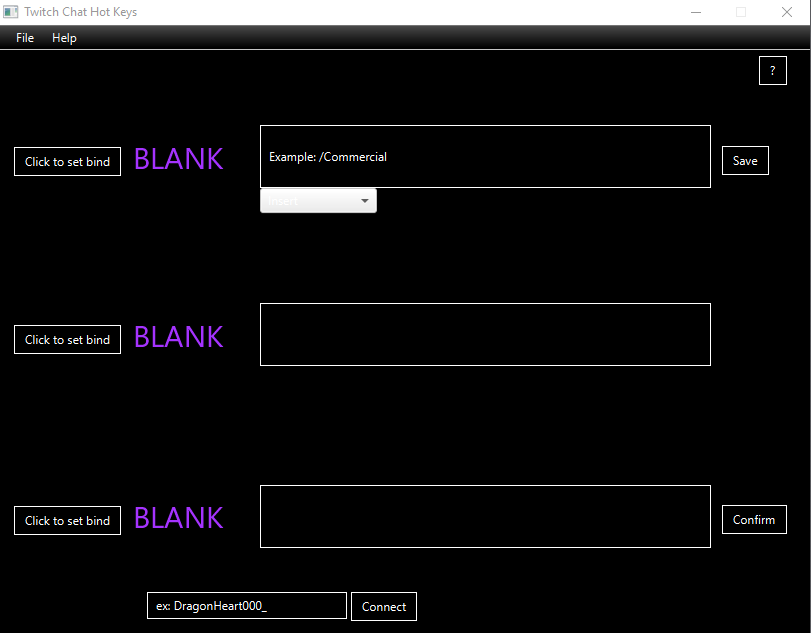 Twitch Chat Hot Keys
File Help
?
Click to set bind BLANK Example: /Commercial Save
Insert
Click to set bind BLANK
Click to set bind BLANK Confirm
ex: DragonHeart000_ Connect